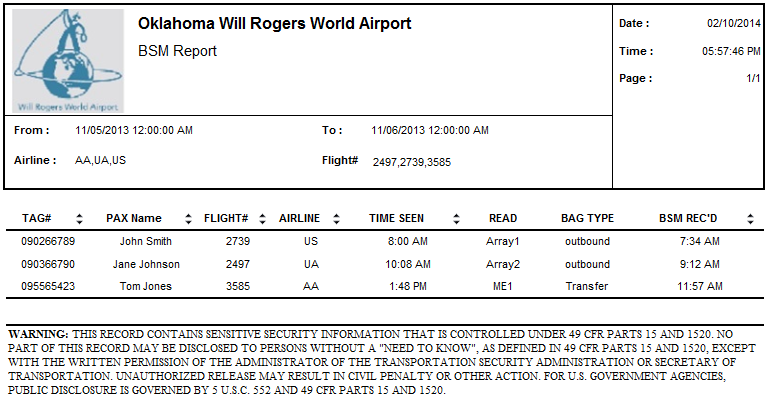 Oklahoma Will Rogers World Airport
BSM Report
Will Rogers World Airport
Date : 02/10/2014
Time : 05:57:46 PM
Page : 1/1
From : 11/05/2013 12:00:00 AM To : 11/06/2013 12:00:00 AM
Airline : AA,UA,US Flight# 2497,2739,3585
TAG# PAX Name FLIGHT# AIRLINE TIME SEEN READ BAG TYPE BSM REC'D
090266789 John Smith 2739 US 8:00 AM Array1 outbound 7:34 AM
090366790 Jane Johnson 2497 UA 10:08 AM Array2 outbound 9:12 AM
095565423 Tom Jones 3585 AA 1:48 PM ME1 Transfer 11:57 AM
WARNING: THIS RECORD CONTAINS SENSITIVE SECURITY INFORMATION THAT IS CONTROLLED UNDER 49 CFR PARTS 15 AND 1520. NO
PART OF THIS RECORD MAY BE DISCLOSED TO PERSONS WITHOUT A "NEED TO KNOW", AS DEFINED IN 49 CFR PARTS 15 AND 1520, EXCEPT
WITH THE WRITTEN PERMISSION OF THE ADMINISTRATOR OF THE TRANSPORTATION SECURITY ADMINISTRATION OR SECRETARY OF
TRANSPORTATION. UNAUTHORIZED RELEASE MAY RESULT IN CIVIL PENALTY OR OTHER ACTION. FOR U.S. GOVERNMENT AGENCIES,
PUBLIC DISCLOSURE IS GOVERNED BY 5 U.S.C. 552 AND 49 CFR PARTS 15 AND 1520.